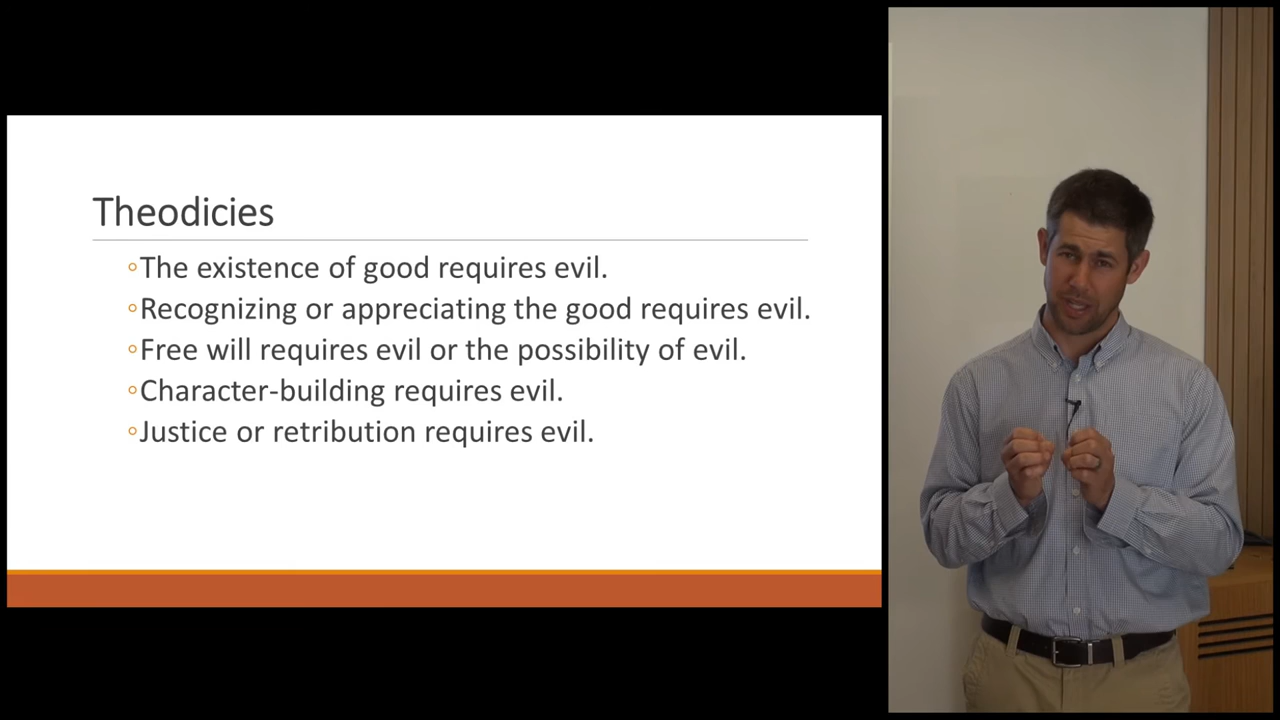 Theodicies
◦The existence of good requires evil.
◦Recognizing or appreciating the good requires evil.
◦Free will requires evil or the possibility of evil.
◦Character-building requires evil.
◦Justice or retribution requires evil.